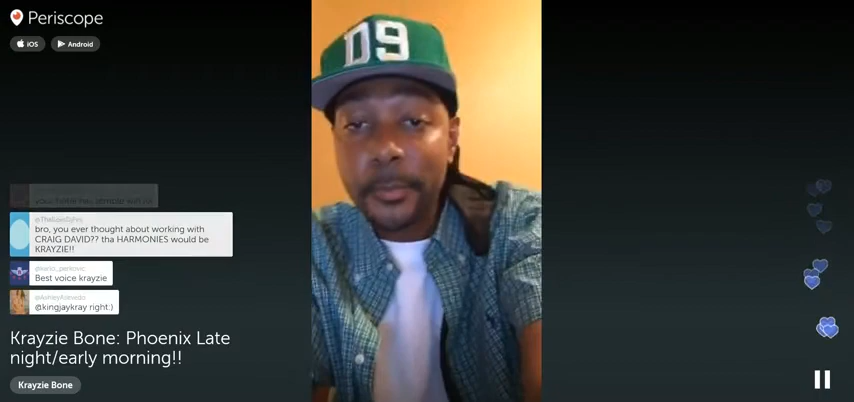 Periscope
iOS
Android
D9
bro, you ever thought about working with
CRAIG DAVID?? tha HARMONIES would be
KRAYZIE!!
Best voice krayzie
@AshleyAcevedo
@kingjaykray right:)
Krayzie Bone: Phoenix Late
night/early morning!!
Krayzie Bone